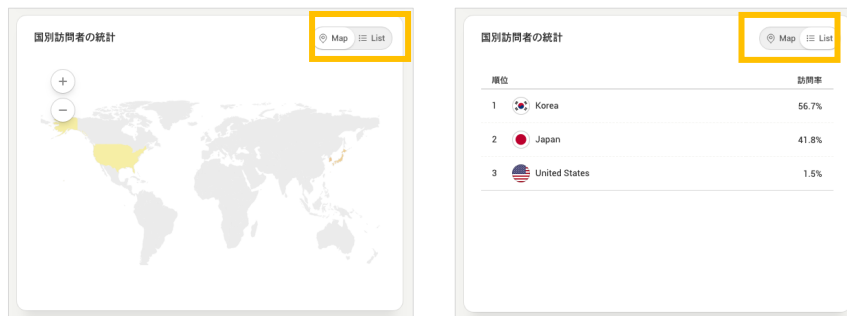 国別訪問者の統計
Map List
+
−
国別訪問者の統計
Map List
順位 訪問率
1 Korea 56.7%
2 Japan 41.8%
3 United States 1.5%